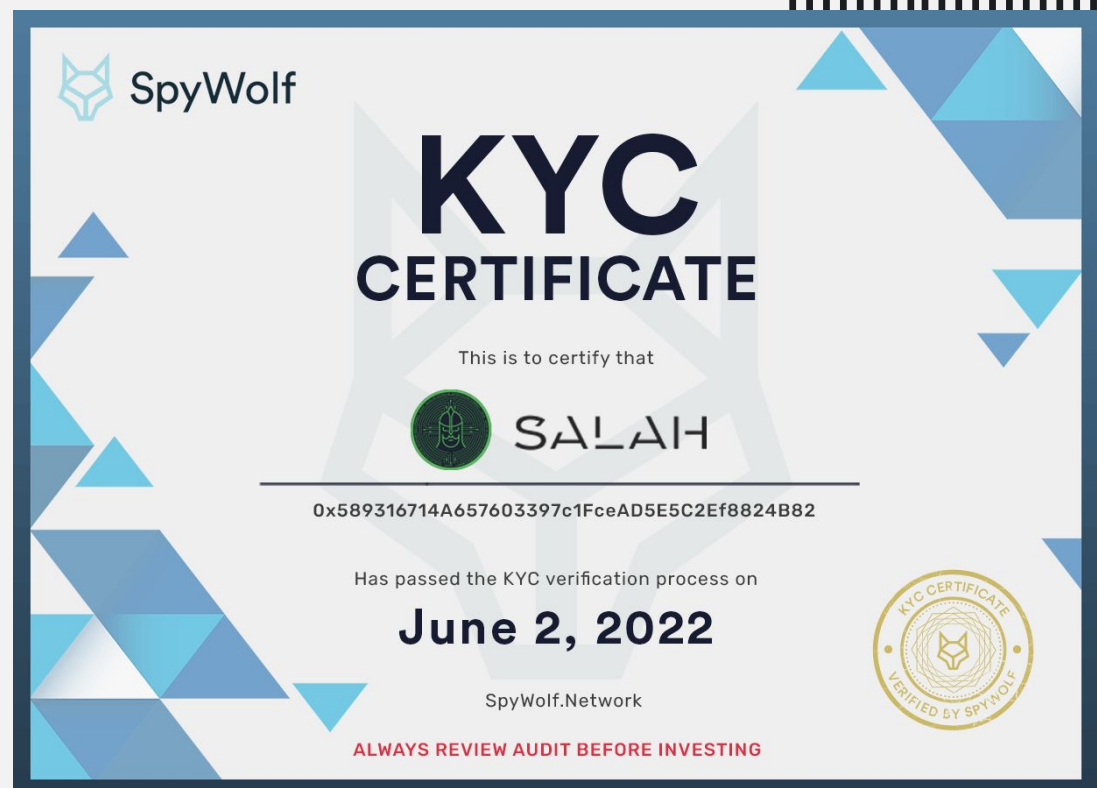 SpyWolf
KYC
CERTIFICATE
This is to certify that
SALAH
0x589316714A657603397c1FceAD5E5C2Ef8824B82
Has passed the KYC verification process on
June 2, 2022
SpyWolf.Network
ALWAYS REVIEW AUDIT BEFORE INVESTING
KYC CERTIFICATE
VERIFIED BY SPYWOLF